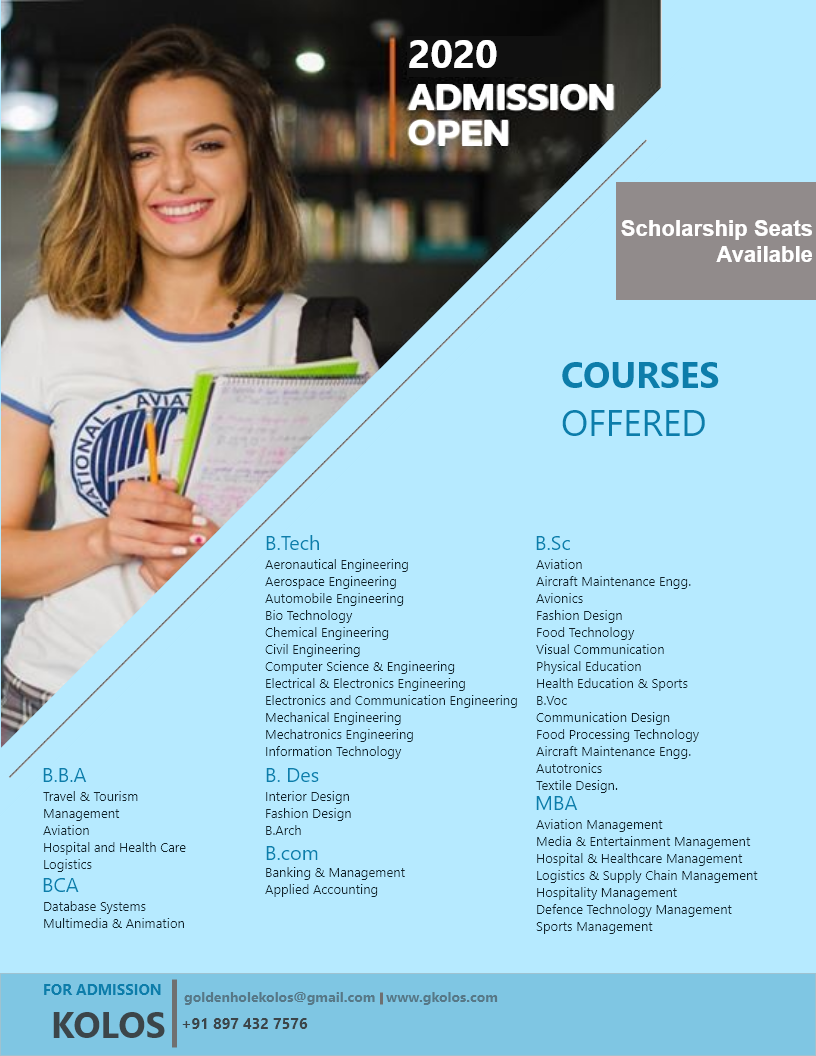 2020
ADMISSION
OPEN
Scholarship Seats
Available
COURSES
OFFERED
AVIAT
NATIONAL
B.Tech
Aeronautical Engineering
Aerospace Engineering
Automobile Engineering
Bio Technology
Chemical Engineering
Civil Engineering
Computer Science & Engineering
Electrical & Electronics Engineering
Electronics and Communication Engineering
Mechanical Engineering
Mechatronics Engineering
Information Technology
B.Sc
Aviation
Aircraft Maintenance Engg.
Avionics
Fashion Design
Food Technology
Visual Communication
Physical Education
Health Education & Sports
B.Voc
Communication Design
Food Processing Technology
Aircraft Maintenance Engg.
Autotronics
Textile Design.
B.B.A
Travel & Tourism
Management
Aviation
Hospital and Health Care
Logistics
BCA
Database Systems
Multimedia & Animation
B. Des
Interior Design
Fashion Design
B.Arch
B.com
Banking & Management
Applied Accounting
MBA
Aviation Management
Media & Entertainment Management
Hospital & Healthcare Management
Logistics & Supply Chain Management
Hospitality Management
Defence Technology Management
Sports Management
FOR ADMISSION
KOLOS
goldenholekolos@gmail.com | www.gkolos.com
+91 897 432 7576